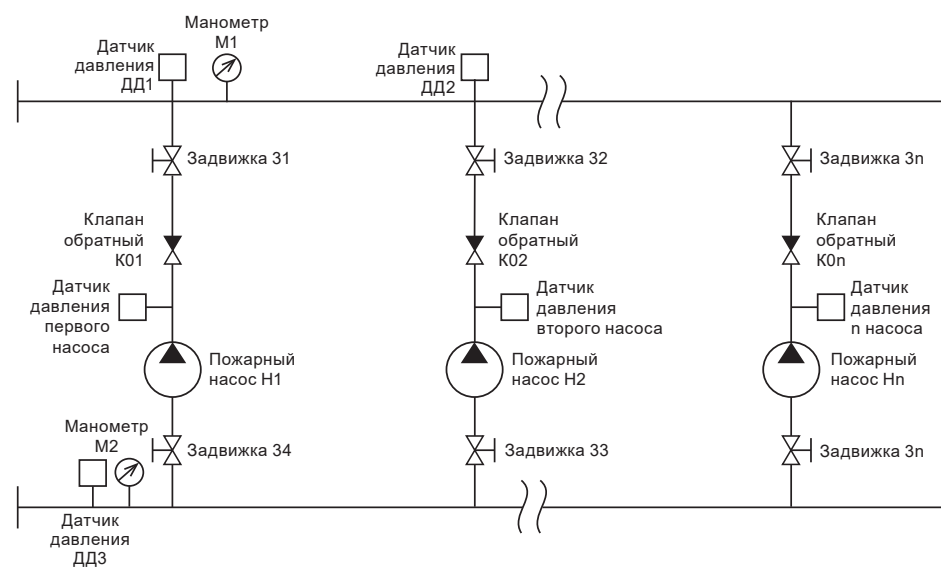 Манометр
М1
Датчик
давления
ДД1
Датчик
давления
ДД2
Задвижка 31
Задвижка 32
Задвижка 3n
Клапан
обратный
К01
Клапан
обратный
К02
Клапан
обратный
К0n
Датчик
давления
первого
насоса
Датчик
давления
второго насоса
Датчик
давления
n насоса
Пожарный
насос Н1
Пожарный
насос Н2
Пожарный
насос Нn
Манометр
М2
Задвижка 34
Задвижка 33
Задвижка 3n
Датчик
давления
ДД3